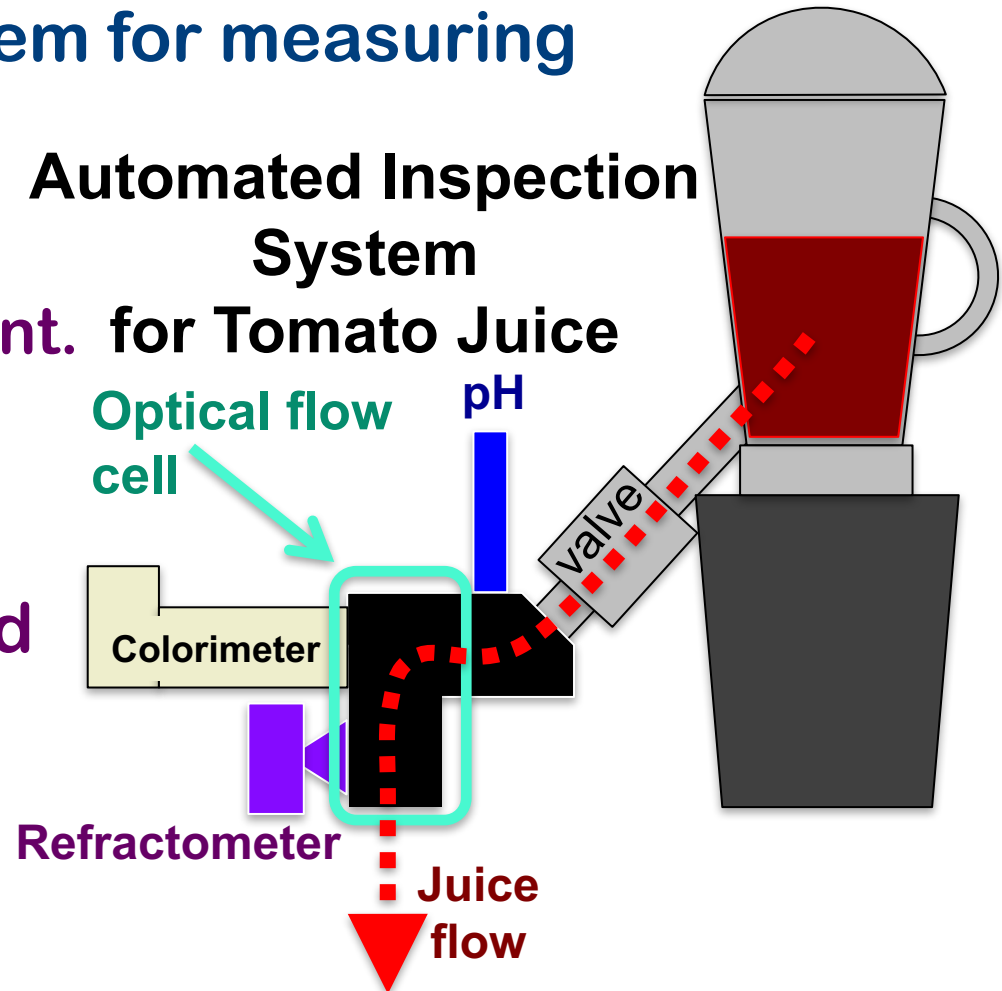 em for measuring
Automated Inspection
System
nt. for Tomato Juice
Optical flow
cell
pH
valve
d
Colorimeter
Refractometer
Juice
flow